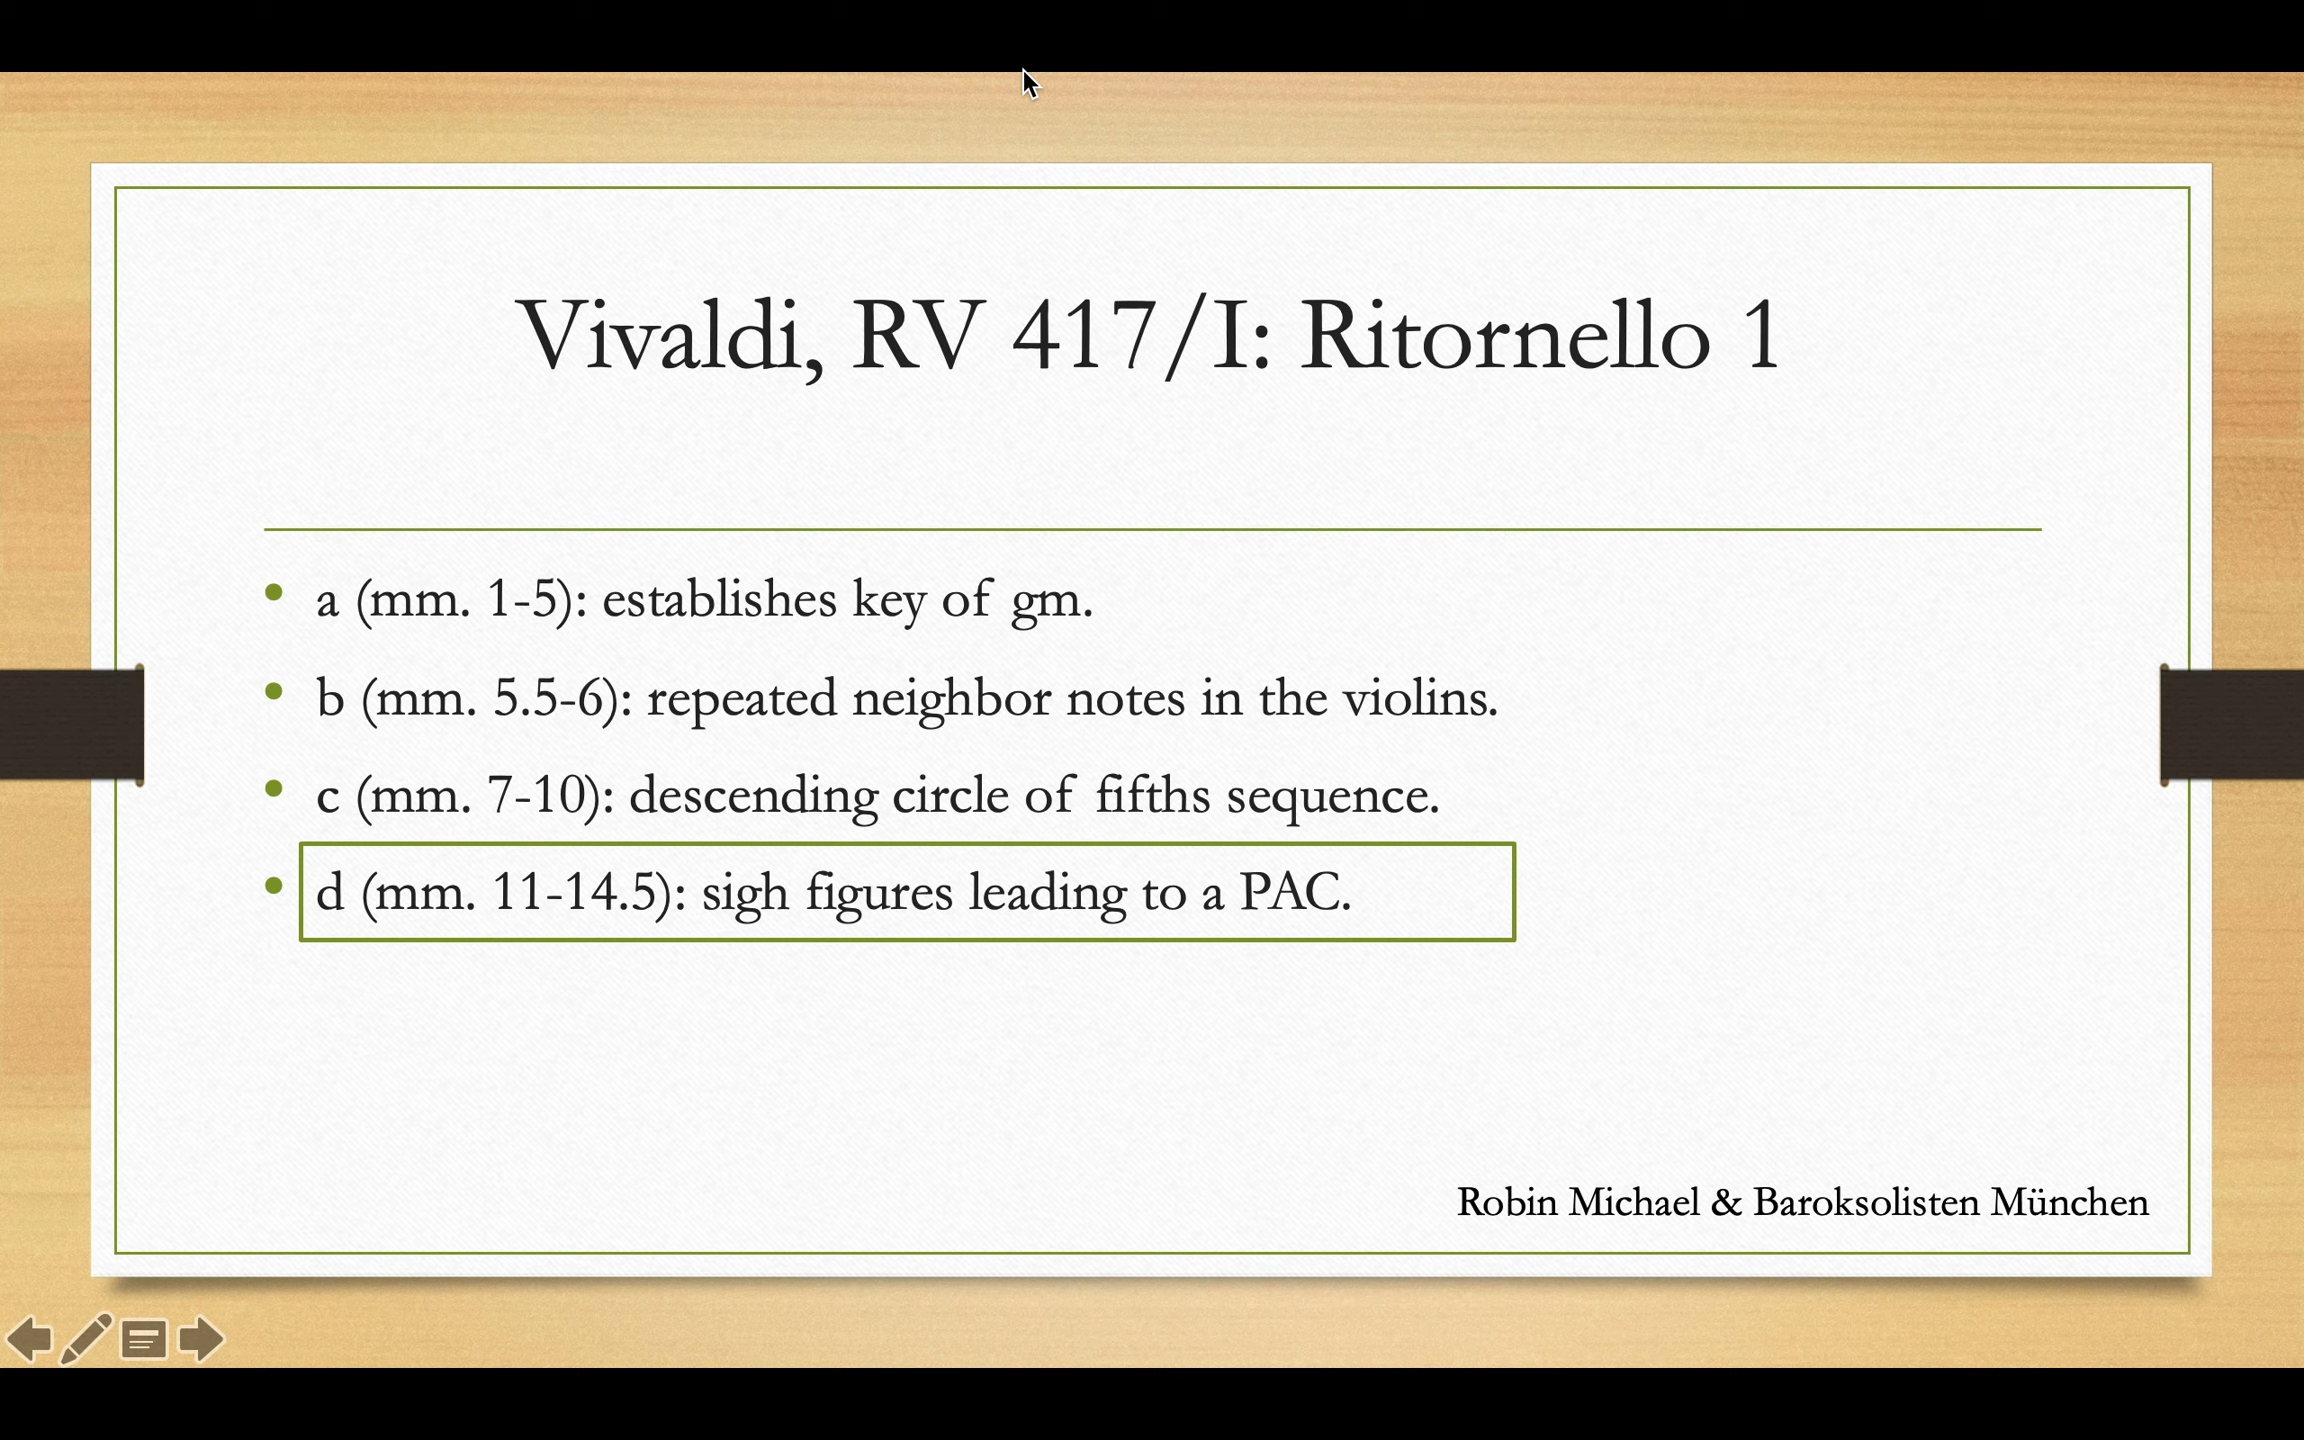 Vivaldi, RV 417/I: Ritornello 1
• a (mm. 1-5): establishes key of gm.
• b (mm. 5.5-6): repeated neighbor notes in the violins.
• c (mm. 7-10): descending circle of fifths sequence.
• d (mm. 11-14.5): sigh figures leading to a PAC.
Robin Michael & Baroksolisten München